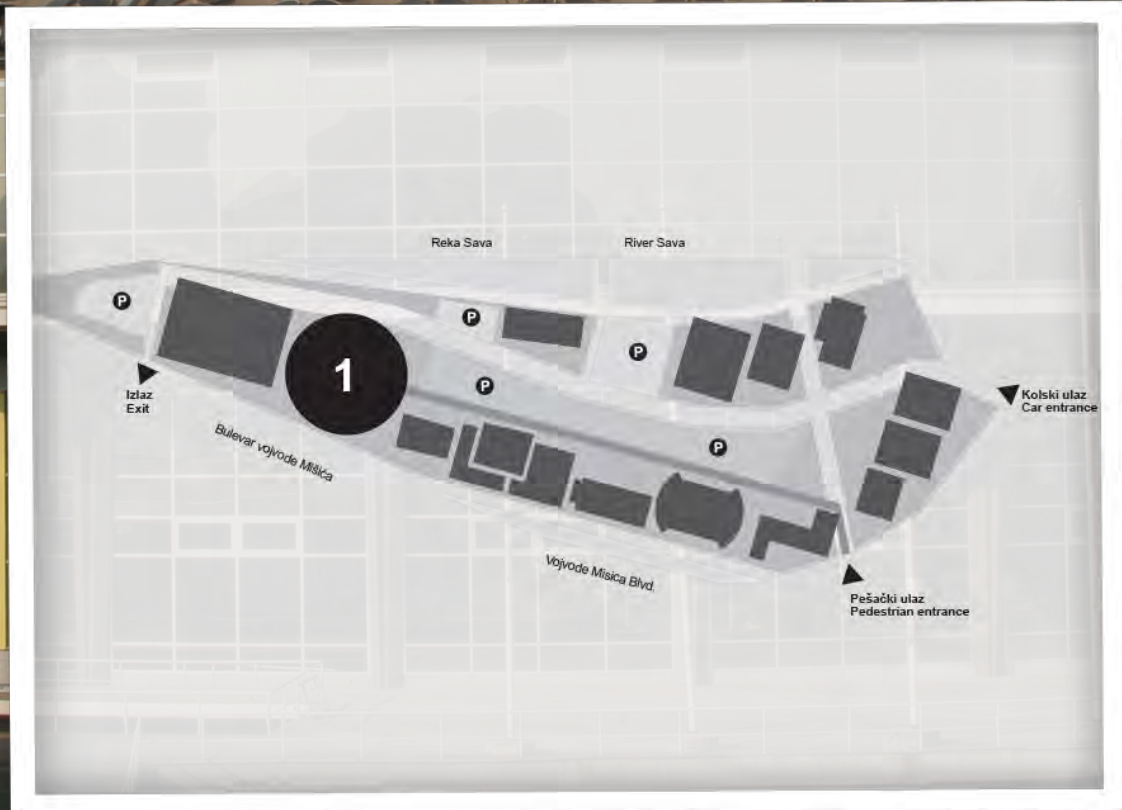 Reka Sava
River Sava
P
P
P
1
P
Izlaz
Exit
Kolski ulaz
Car entrance
Bulevar vojvode Mišića
P
Vojvode Misica Blvd.
Pešački ulaz
Pedestrian entrance